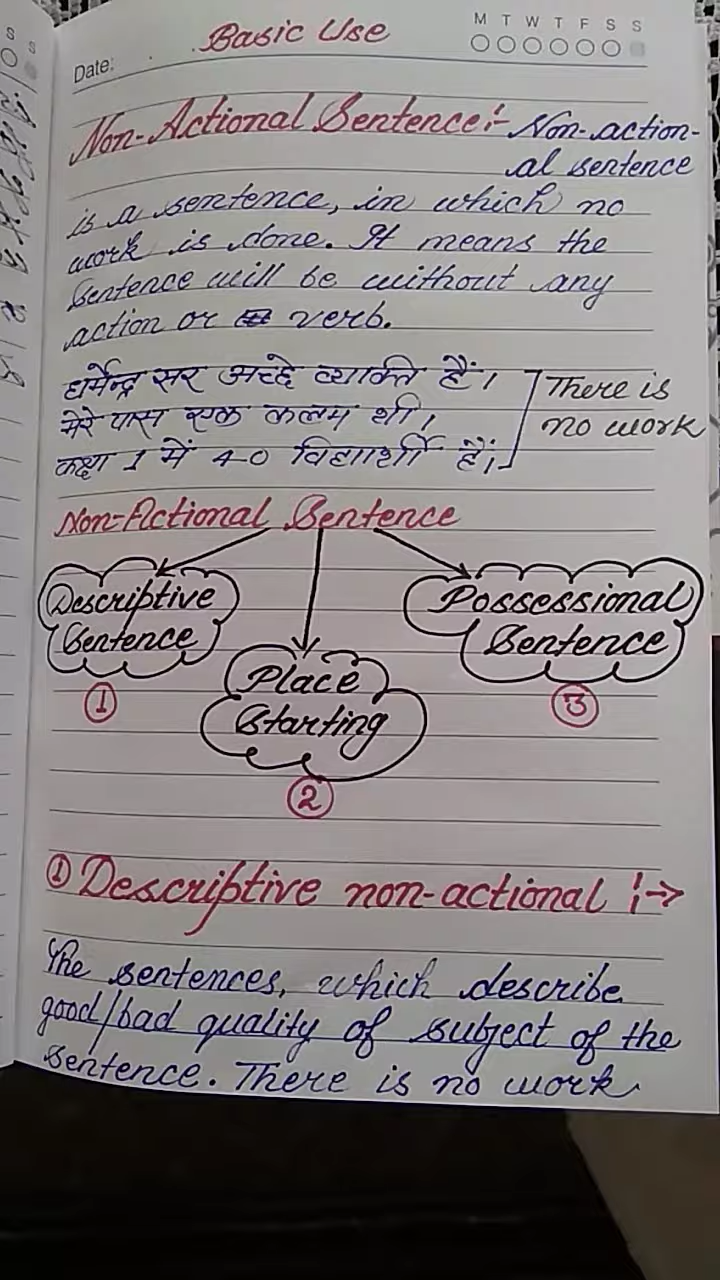 Basic Use
M T W T F S S
Date:
Non-Actional Sentence:- Non-action-
al sentence
is a sentence, in which no
work is done. It means the
sentence will be without any
action or verb.
धर्मेन्द्र सर अच्छे व्यक्ति हैं।
मेरे पास एक कलम थी।
कक्षा 1 में 40 विद्यार्थी हैं।
There is
no work
Non-Actional Sentence
Descriptive
Sentence
1
Place
Starting
2
Possessional
Sentence
3
① Descriptive non-actional :→
The sentences, which describe
good/bad quality of subject of the
sentence. There is no work